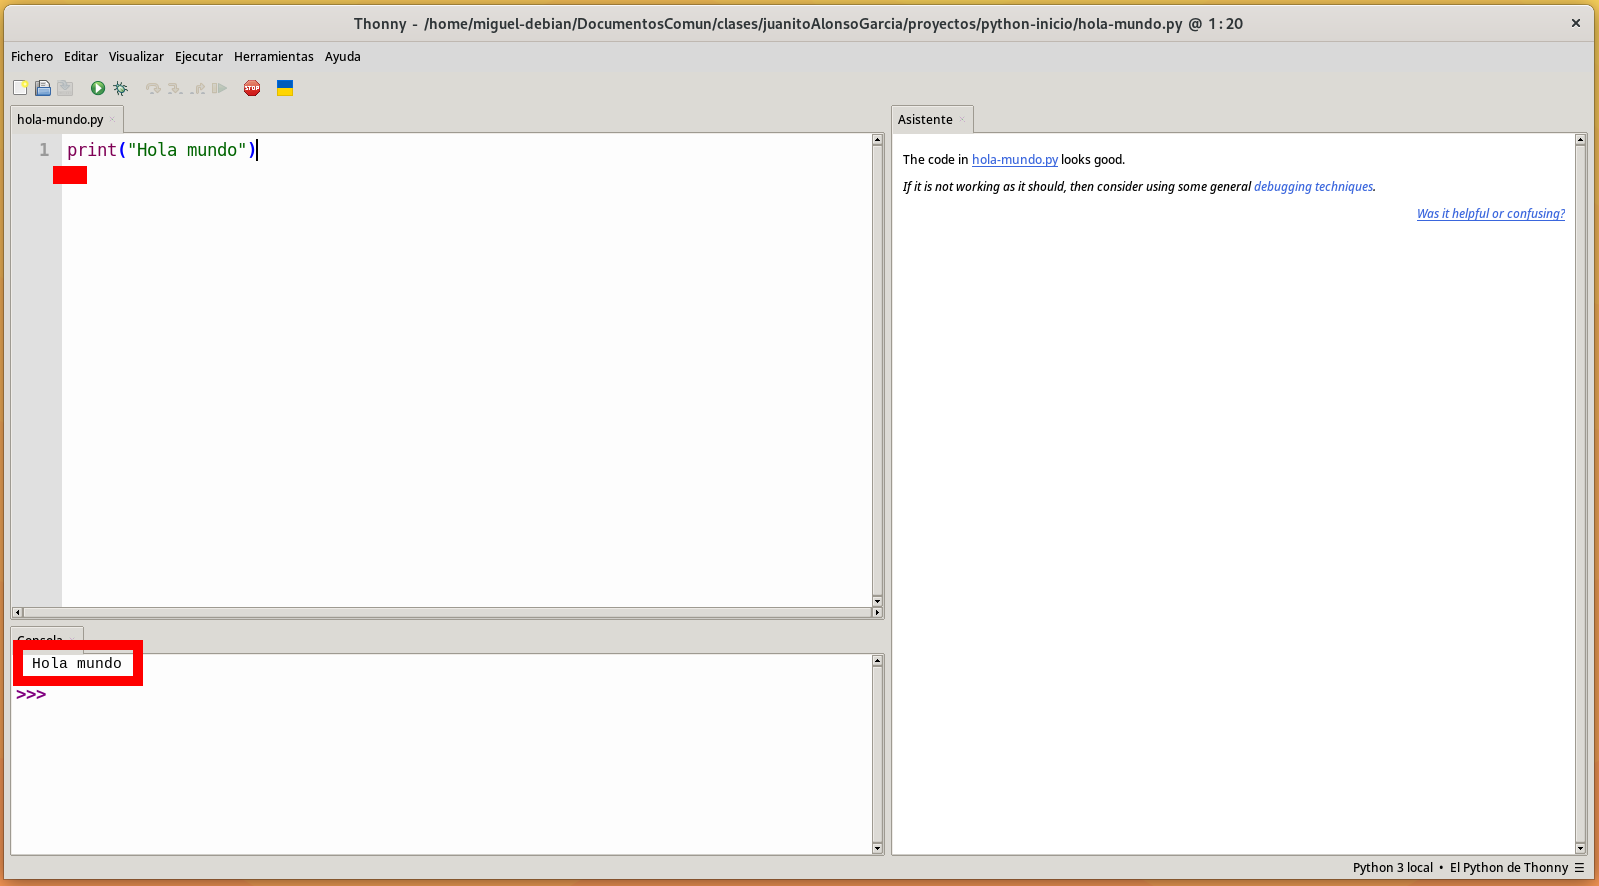 Thonny - /home/miguel-debian/DocumentosComun/clases/juanitoAlonsoGarcia/proyectos/python-inicio/hola-mundo.py @ 1:20
Fichero Editar Visualizar Ejecutar Herramientas Ayuda
STOP
hola-mundo.py
1 print("Hola mundo")
Consola
Hola mundo
>>>
Asistente
The code in hola-mundo.py looks good.
If it is not working as it should, then consider using some general debugging techniques.
Was it helpful or confusing?
Python 3 local • El Python de Thonny ☰